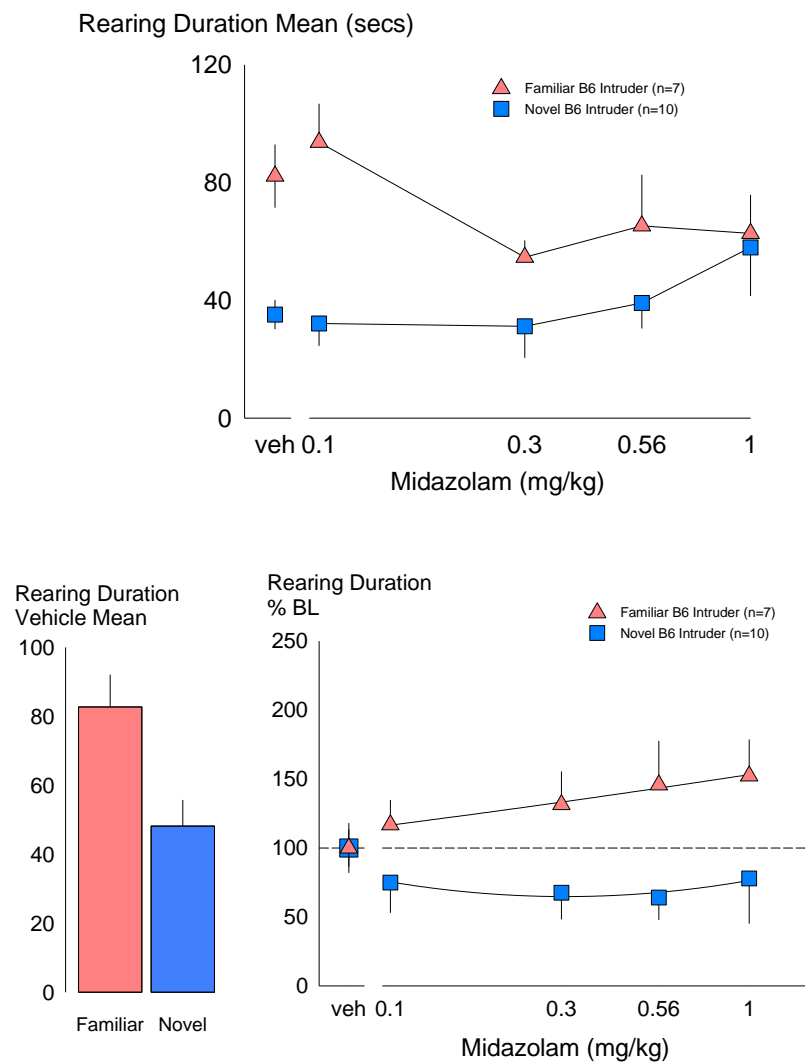 Rearing Duration Mean (secs)
120
80
40
0
Familiar B6 Intruder (n=7)
Novel B6 Intruder (n=10)
veh 0.1 0.3 0.56 1
Midazolam (mg/kg)
Rearing Duration
Vehicle Mean
100
80
60
40
20
0
Familiar Novel
Rearing Duration
% BL
Familiar B6 Intruder (n=7)
Novel B6 Intruder (n=10)
250
200
150
100
50
0
veh 0.1 0.3 0.56 1
Midazolam (mg/kg)